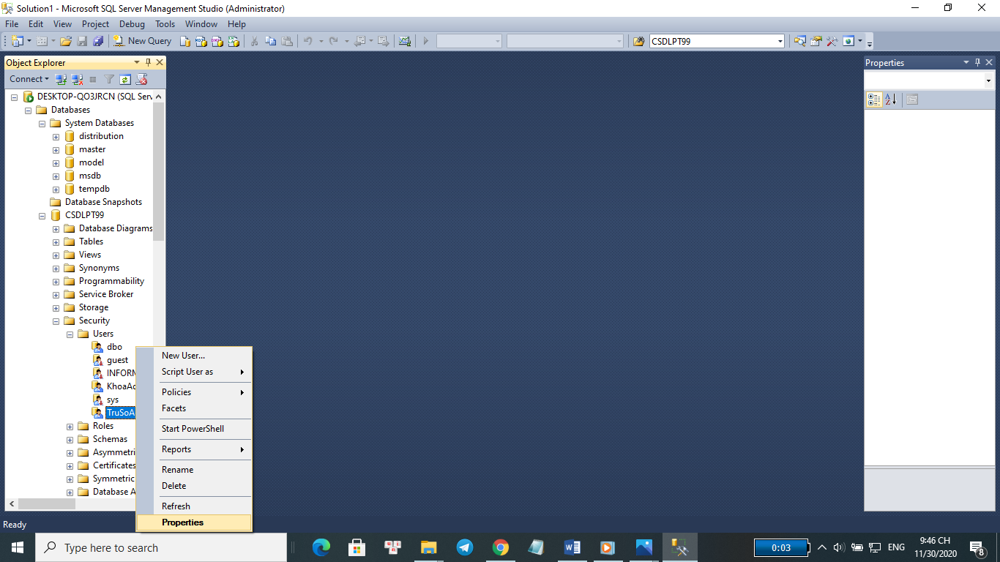 Solution1 - Microsoft SQL Server Management Studio (Administrator)
File Edit View Project Debug Tools Window Help
New Query CSDLPT99
Object Explorer
Connect
DESKTOP-QO3JRCN (SQL Serv
Databases
System Databases
distribution
master
model
msdb
tempdb
Database Snapshots
CSDLPT99
Database Diagrams
Tables
Views
Synonyms
Programmability
Service Broker
Storage
Security
Users
dbo
guest
INFORM
KhoaAc
sys
TruSoA
Roles
Schemas
Asymmetri
Certificates
Symmetric
Database A
New User...
Script User as
Policies
Facets
Start PowerShell
Reports
Rename
Delete
Refresh
Properties
Properties
Ready
Type here to search
0:03
ENG
9:46 CH
11/30/2020
8